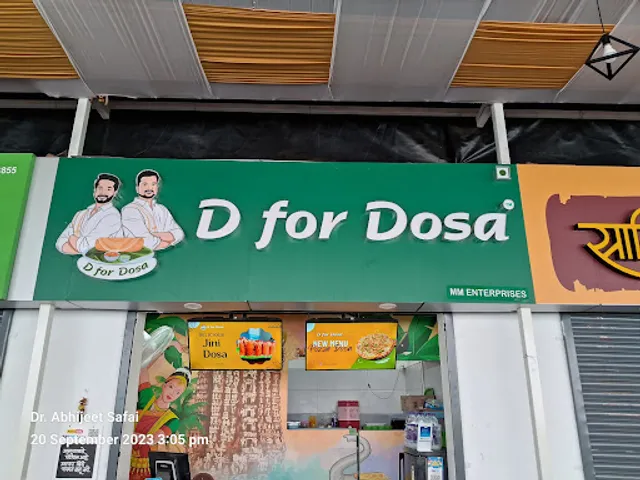 855
D for Dosa
D for Dosa
MM ENTERPRISES
Jini
Dosa
NEW MENU
Dr. Abhijeet Safai
20 September 2023 3:05 pm